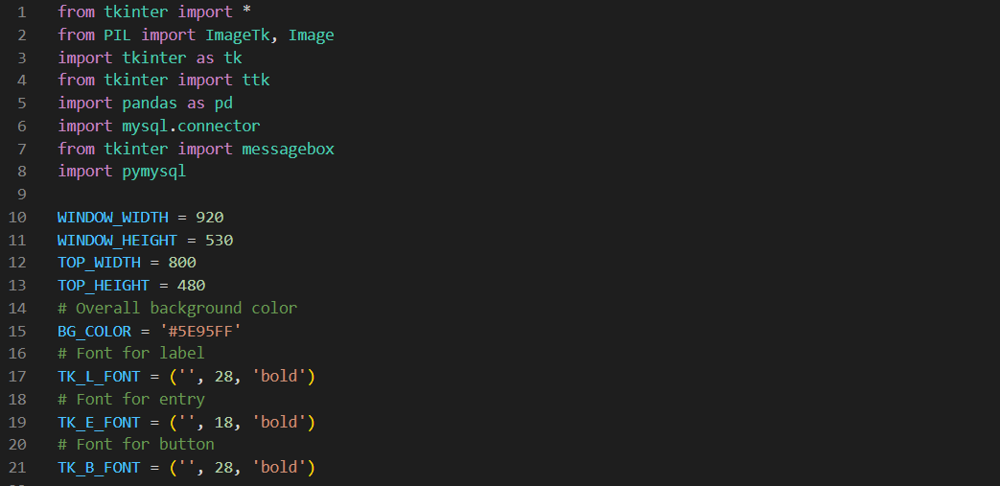 1 from tkinter import *
2 from PIL import ImageTk, Image
3 import tkinter as tk
4 from tkinter import ttk
5 import pandas as pd
6 import mysql.connector
7 from tkinter import messagebox
8 import pymysql
9
10 WINDOW_WIDTH = 920
11 WINDOW_HEIGHT = 530
12 TOP_WIDTH = 800
13 TOP_HEIGHT = 480
14 # Overall background color
15 BG_COLOR = '#5E95FF'
16 # Font for label
17 TK_L_FONT = ('', 28, 'bold')
18 # Font for entry
19 TK_E_FONT = ('', 18, 'bold')
20 # Font for button
21 TK_B_FONT = ('', 28, 'bold')